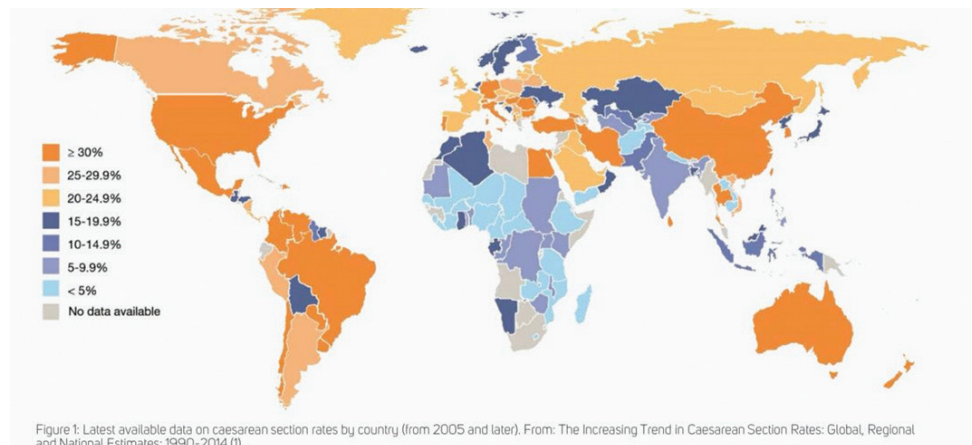 ≥ 30%
25-29.9%
20-24.9%
15-19.9%
10-14.9%
5-9.9%
< 5%
No data available
Figure 1: Latest available data on caesarean section rates by country (from 2005 and later). From: The Increasing Trend in Caesarean Section Rates: Global, Regional
and National Estimates: 1990-2014 (1)